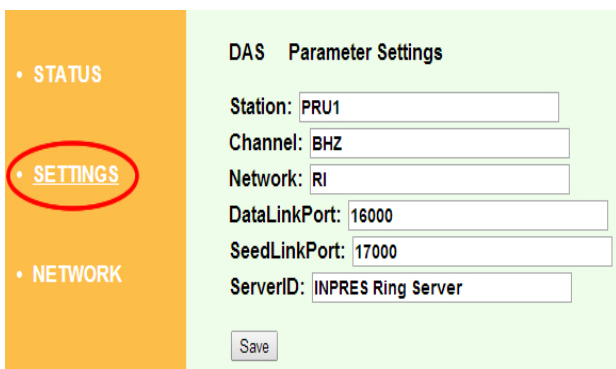 • STATUS
• SETTINGS
• NETWORK
DAS Parameter Settings
Station: PRU1
Channel: BHZ
Network: RI
DataLinkPort: 16000
SeedLinkPort: 17000
ServerID: INPRES Ring Server
Save